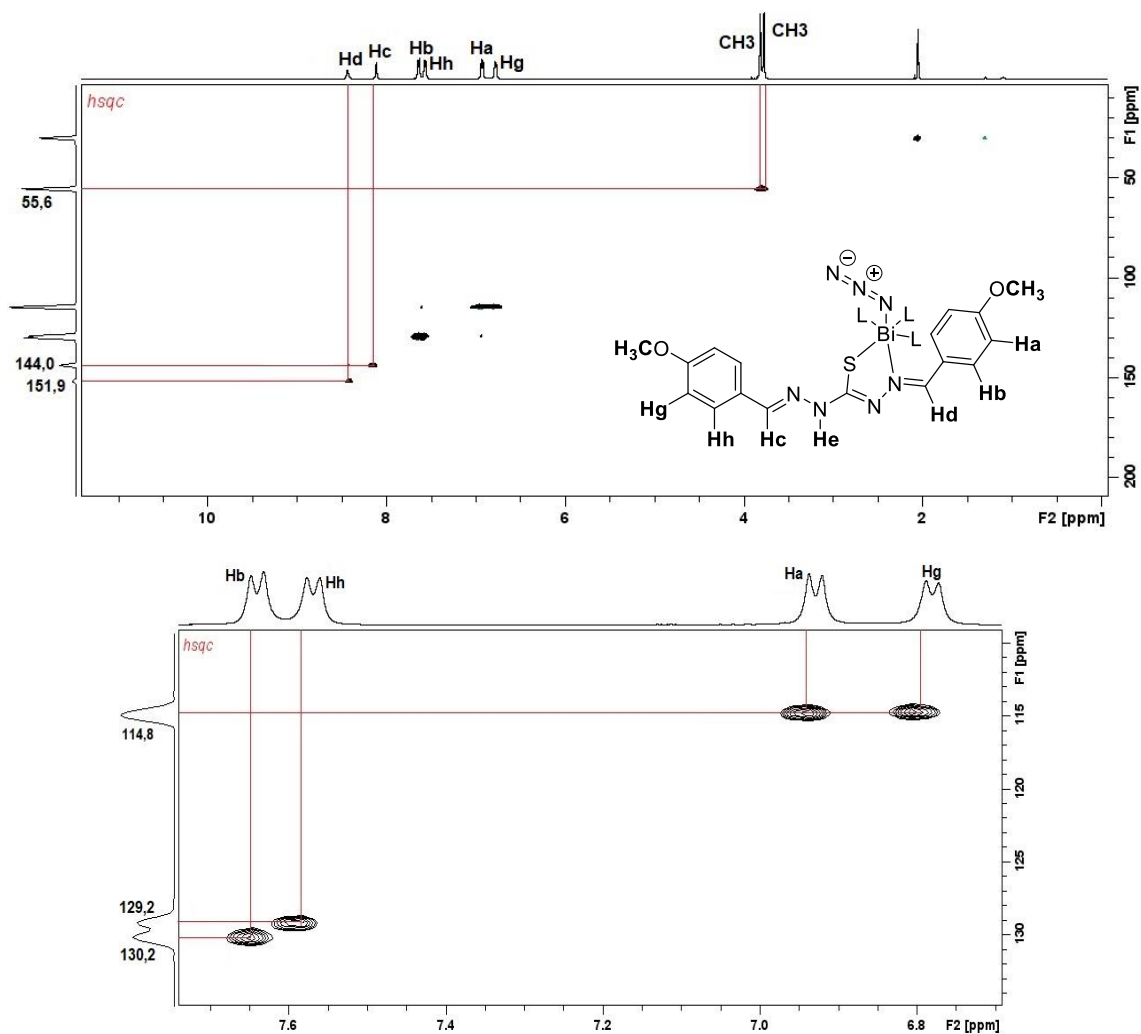 Hd Hc Hb Hh Ha Hg CH3 CH3
hsqc
F1 [ppm]
50
100
150
200
55,6
144,0
151,9
N N N
⊖ ⊕
L L L
Bi
OCH3
Ha
Hb
Hd
S
N
N
H3CO
N
N
Hg
Hh
Hc
He
10 8 6 4 2 F2 [ppm]
Hb Hh Ha Hg
hsqc
F1 [ppm]
115
120
125
130
114,8
129,2
130,2
7.6 7.4 7.2 7.0 6.8 F2 [ppm]